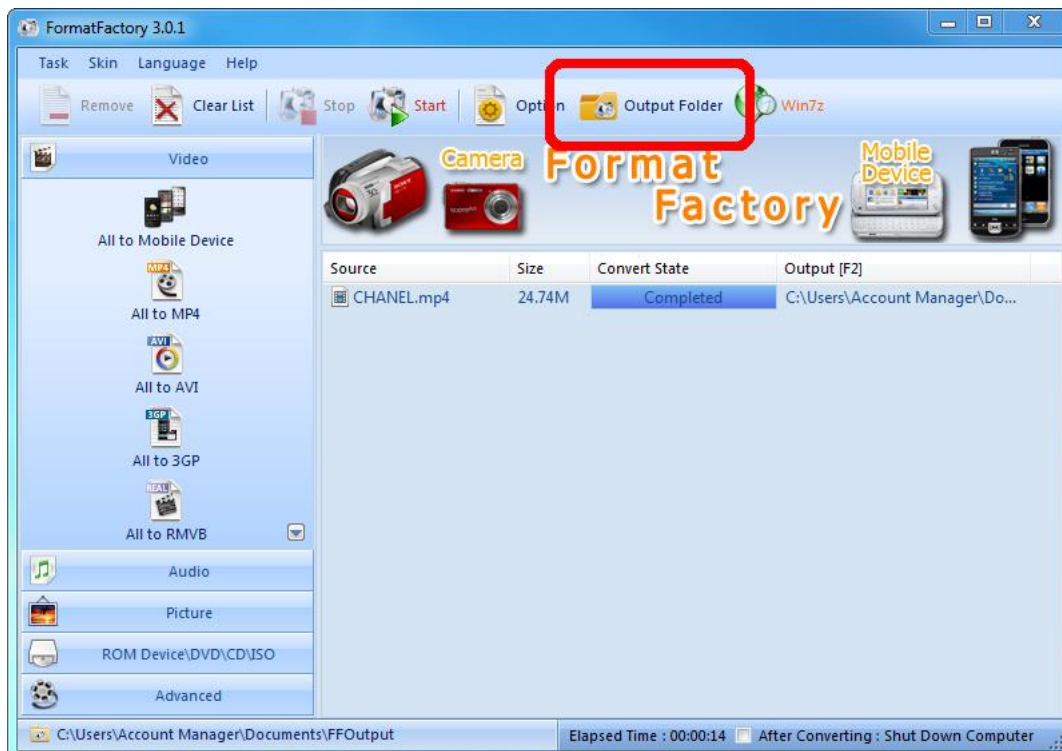 FormatFactory 3.0.1
Task Skin Language Help
Remove Clear List Stop Start Option Output Folder Win7z
Video
All to Mobile Device
MP4
All to MP4
AVI
All to AVI
3GP
All to 3GP
REAL
All to RMVB
Audio
Picture
ROM Device\DVD\CD\ISO
Advanced
Camera
Format
Factory
Mobile
Device
Source Size Convert State Output [F2]
CHANEL.mp4 24.74M Completed C:\Users\Account Manager\Do...
C:\Users\Account Manager\Documents\FFOutput Elapsed Time : 00:00:14 After Converting : Shut Down Computer